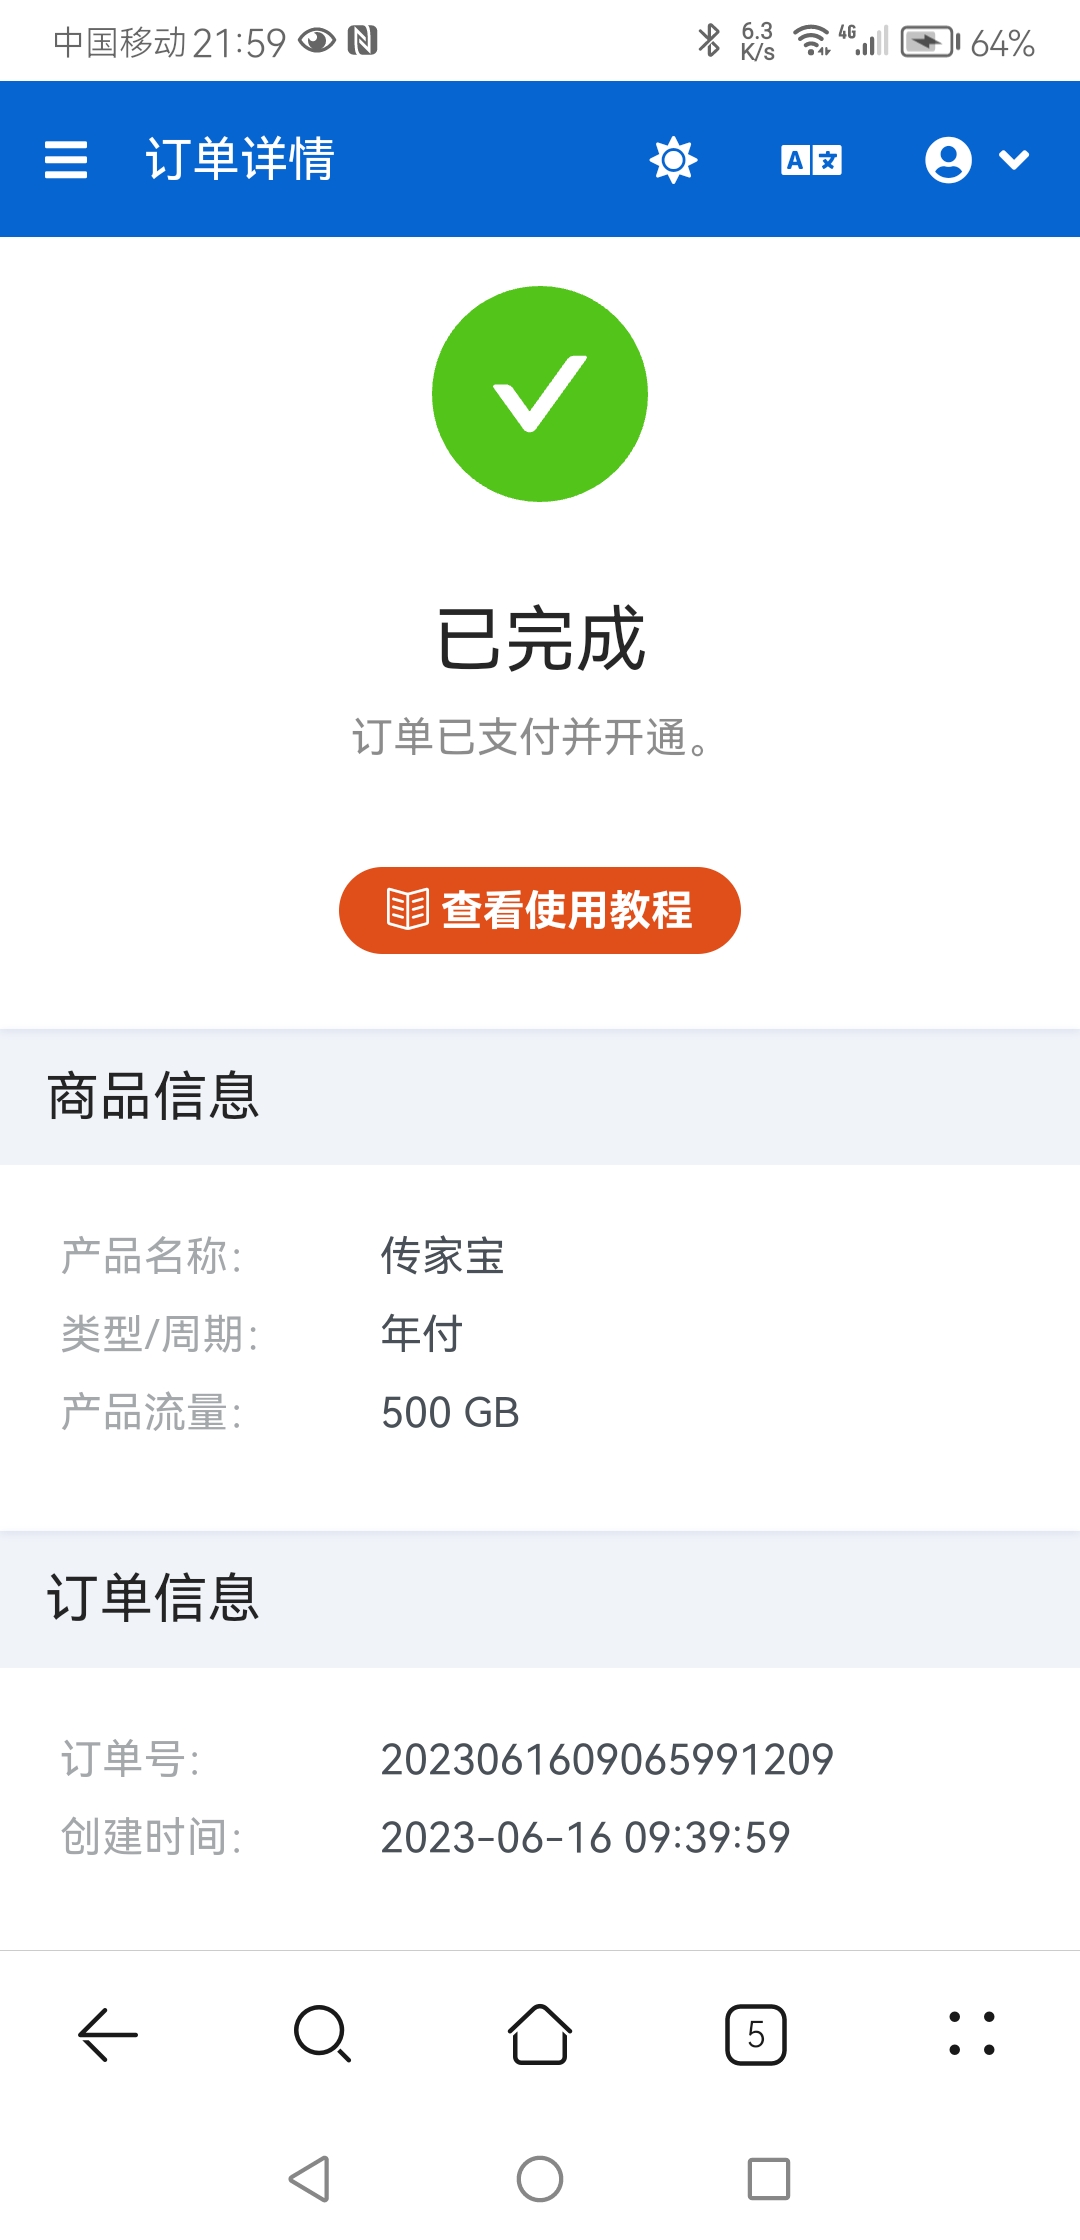 中国移动 21:59 6.3 K/s 4G 64%
订单详情 A 文
已完成
订单已支付并开通。
查看使用教程
商品信息
产品名称: 传家宝
类型/周期: 年付
产品流量: 500 GB
订单信息
订单号: 2023061609065991209
创建时间: 2023-06-16 09:39:59
5